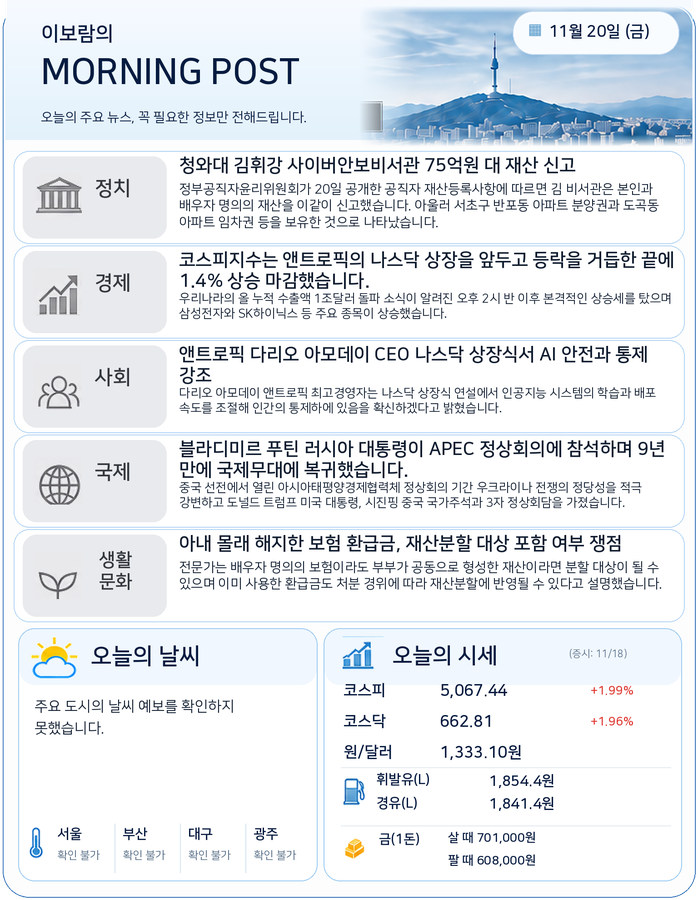 이보람의
MORNING POST
오늘의 주요 뉴스, 꼭 필요한 정보만 전해드립니다.
11월 20일 (금)
정치
청와대 김휘강 사이버안보비서관 75억원 대 재산 신고
정부공직자윤리위원회가 20일 공개한 공직자 재산등록사항에 따르면 김 비서관은 본인과
배우자 명의의 재산을 이같이 신고했습니다. 아울러 서초구 반포동 아파트 분양권과 도곡동
아파트 임차권 등을 보유한 것으로 나타났습니다.
경제
코스피지수는 앤트로픽의 나스닥 상장을 앞두고 등락을 거듭한 끝에
1.4% 상승 마감했습니다.
우리나라의 올 누적 수출액 1조달러 돌파 소식이 알려진 오후 2시 반 이후 본격적인 상승세를 탔으며
삼성전자와 SK하이닉스 등 주요 종목이 상승했습니다.
사회
앤트로픽 다리오 아모데이 CEO 나스닥 상장식서 AI 안전과 통제
강조
다리오 아모데이 앤트로픽 최고경영자는 나스닥 상장식 연설에서 인공지능 시스템의 학습과 배포
속도를 조절해 인간의 통제하에 있음을 확신하겠다고 밝혔습니다.
국제
블라디미르 푸틴 러시아 대통령이 APEC 정상회의에 참석하며 9년
만에 국제무대에 복귀했습니다.
중국 선전에서 열린 아시아태평양경제협력체 정상회의 기간 우크라이나 전쟁의 정당성을 적극
강변하고 도널드 트럼프 미국 대통령, 시진핑 중국 국가주석과 3자 정상회담을 가졌습니다.
생활
문화
아내 몰래 해지한 보험 환급금, 재산분할 대상 포함 여부 쟁점
전문가는 배우자 명의의 보험이라도 부부가 공동으로 형성한 재산이라면 분할 대상이 될 수
있으며 이미 사용한 환급금도 처분 경위에 따라 재산분할에 반영될 수 있다고 설명했습니다.
오늘의 날씨
주요 도시의 날씨 예보를 확인하지
못했습니다.
서울 부산 대구 광주
확인 불가 확인 불가 확인 불가 확인 불가
오늘의 시세 (증시: 11/18)
코스피 5,067.44 +1.99%
코스닥 662.81 +1.96%
원/달러 1,333.10원
휘발유(L) 1,854.4원
경유(L) 1,841.4원
금(1돈) 살 때 701,000원
팔 때 608,000원